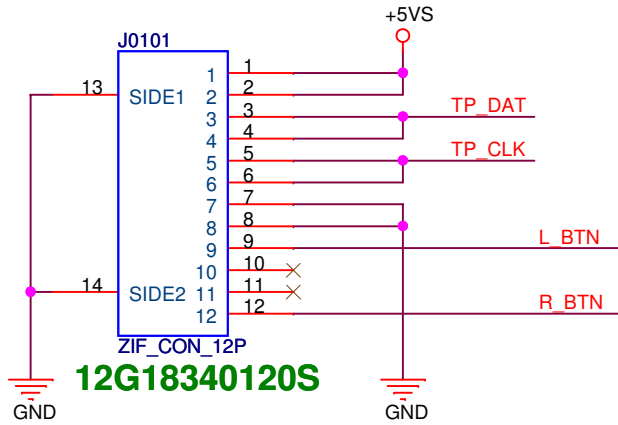 +5VS
J0101
1 1
13 SIDE1 2 2
3 3 TP_DAT
4 4
5 5 TP_CLK
6 6
7 7
8 8
9 9 L_BTN
10 10
14 SIDE2 11 11
12 12 R_BTN
ZIF_CON_12P
12G18340120S
GND GND